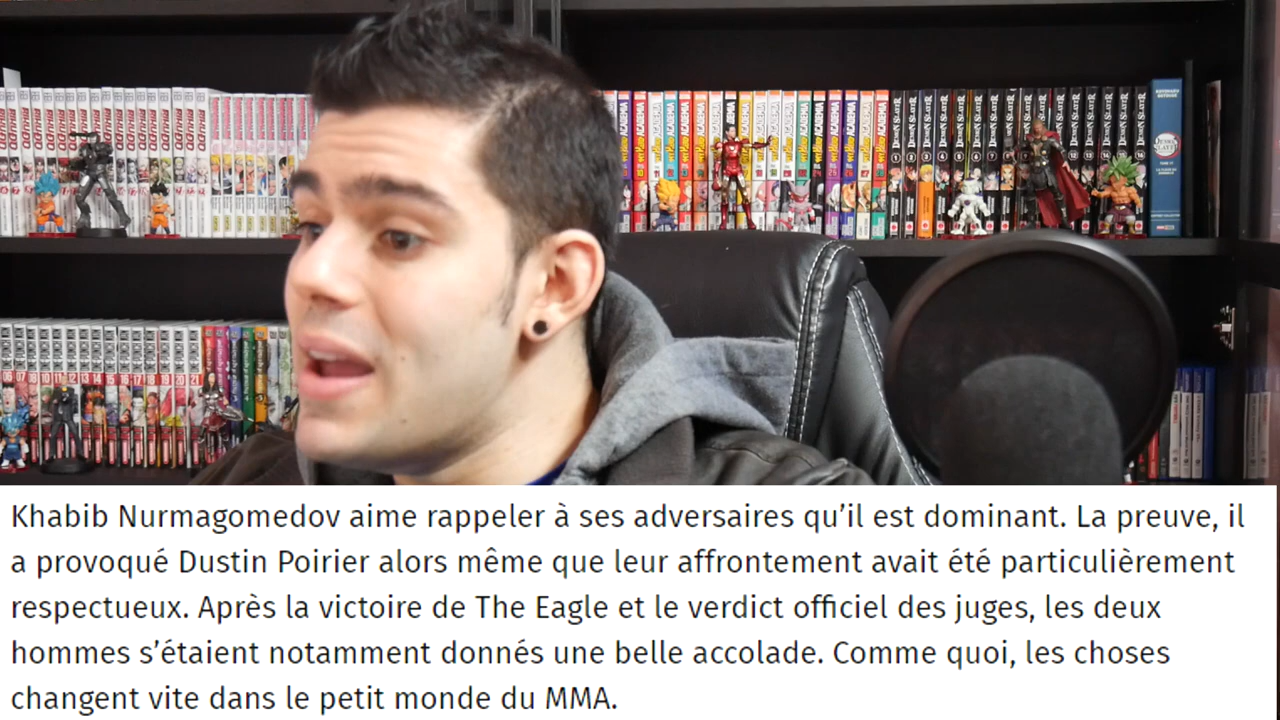 DEMON SLAYER
Khabib Nurmagomedov aime rappeler à ses adversaires qu’il est dominant. La preuve, il
a provoqué Dustin Poirier alors même que leur affrontement avait été particulièrement
respectueux. Après la victoire de The Eagle et le verdict officiel des juges, les deux
hommes s’étaient notamment donnés une belle accolade. Comme quoi, les choses
changent vite dans le petit monde du MMA.